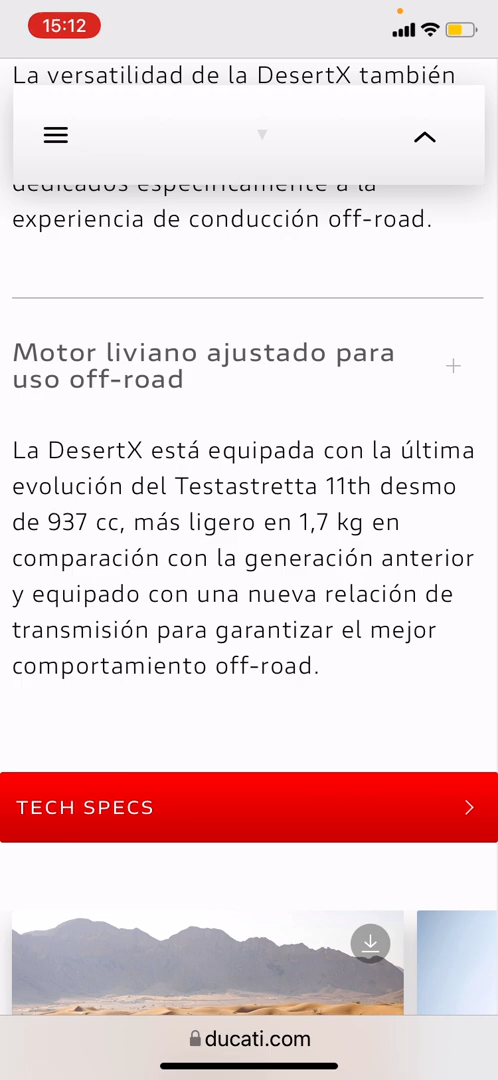 15:12
La versatilidad de la DesertX también
dedicados específicamente a la
experiencia de conducción off-road.
Motor liviano ajustado para
uso off-road
La DesertX está equipada con la última
evolución del Testastretta 11th desmo
de 937 cc, más ligero en 1,7 kg en
comparación con la generación anterior
y equipado con una nueva relación de
transmisión para garantizar el mejor
comportamiento off-road.
TECH SPECS
ducati.com